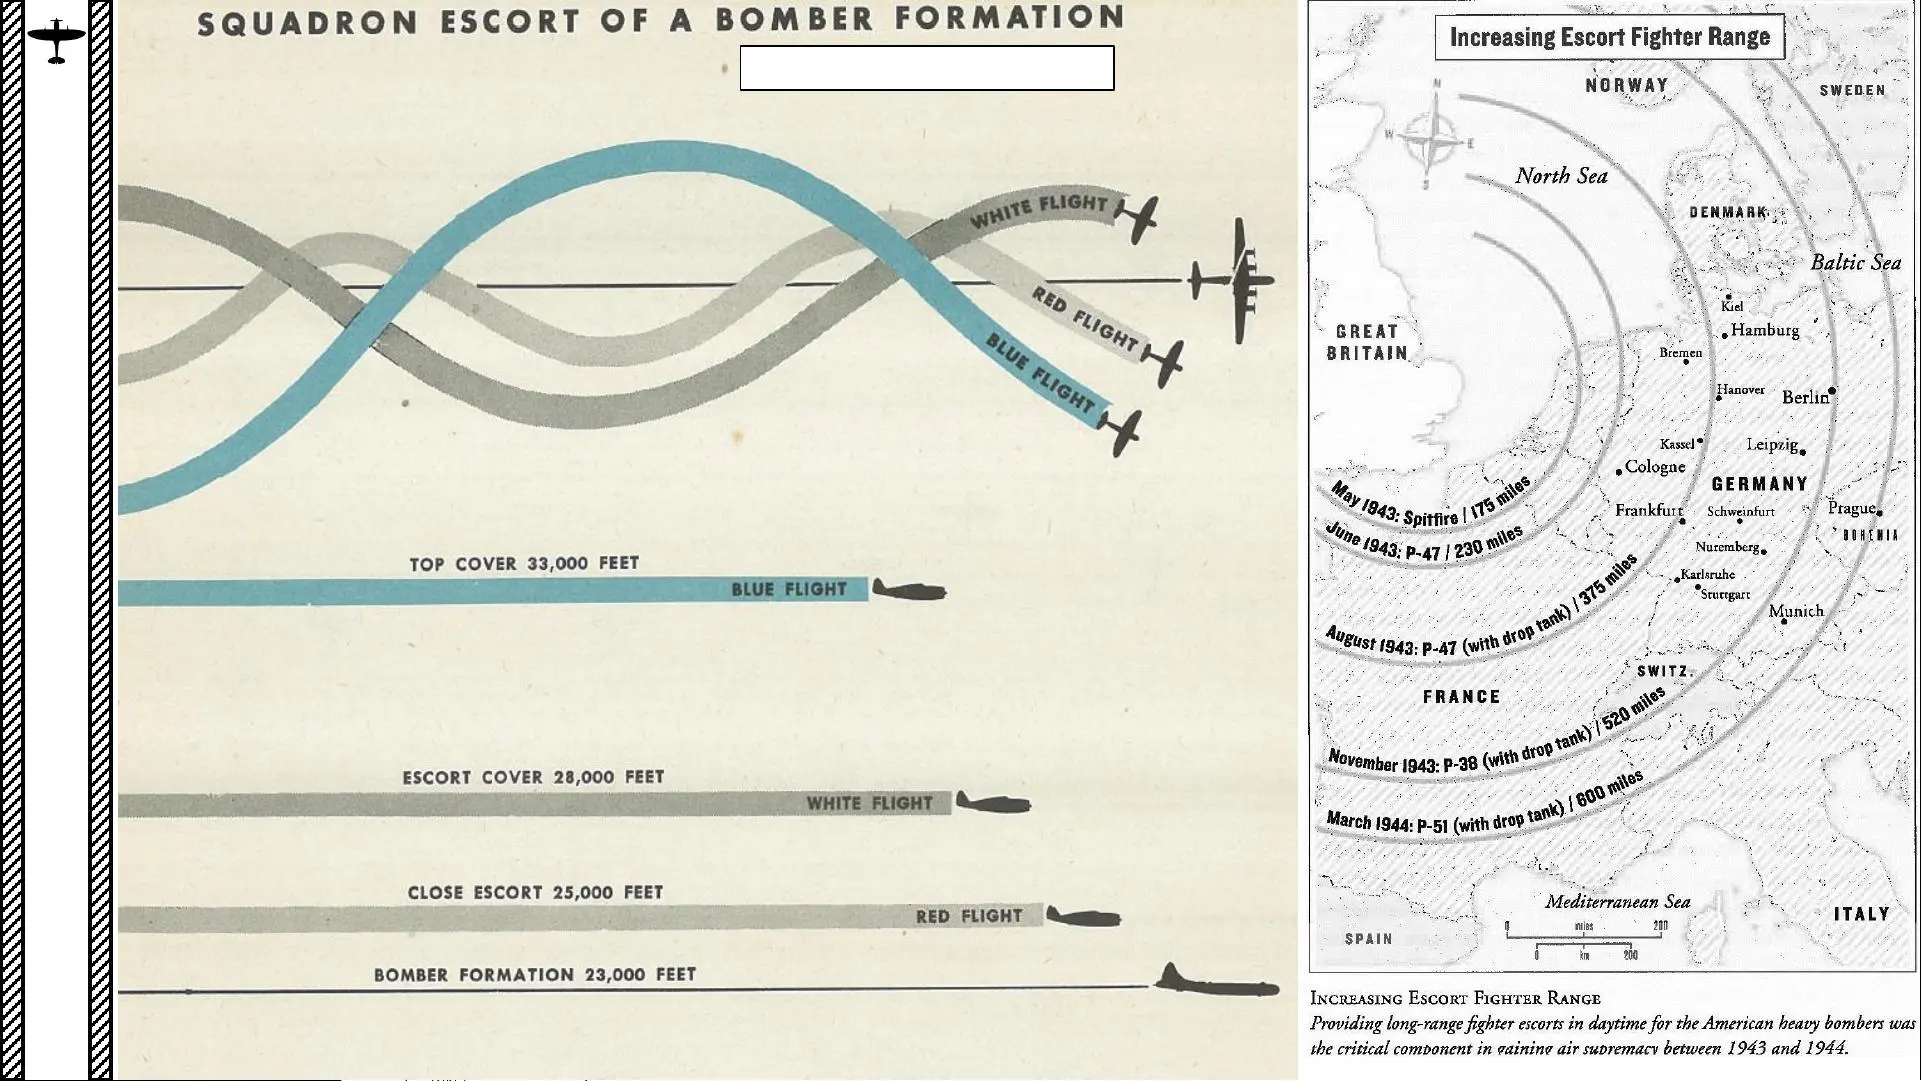 SQUADRON ESCORT OF A BOMBER FORMATION
WHITE FLIGHT
RED FLIGHT
BLUE FLIGHT
TOP COVER 33,000 FEET
BLUE FLIGHT
ESCORT COVER 28,000 FEET
WHITE FLIGHT
CLOSE ESCORT 25,000 FEET
RED FLIGHT
BOMBER FORMATION 23,000 FEET
Increasing Escort Fighter Range
NORWAY
SWEDEN
N
W
E
S
North Sea
DENMARK
Baltic Sea
Kiel
GREAT
BRITAIN
Hamburg
Bremen
Hanover
Berlin
Kassel
Leipzig
Cologne
GERMANY
Frankfurt
Schweinfurt
Prague
BOHEMIA
Nuremberg
Karlsruhe
Stuttgart
Munich
May 1943: Spitfire / 175 miles
June 1943: P-47 / 230 miles
August 1943: P-47 (with drop tank) / 375 miles
SWITZ.
FRANCE
November 1943: P-38 (with drop tank) / 520 miles
March 1944: P-51 (with drop tank) / 600 miles
Mediterranean Sea
ITALY
SPAIN
0 miles 200
0 km 200
INCREASING ESCORT FIGHTER RANGE
Providing long-range fighter escorts in daytime for the American heavy bombers was
the critical component in gaining air supremacy between 1943 and 1944.